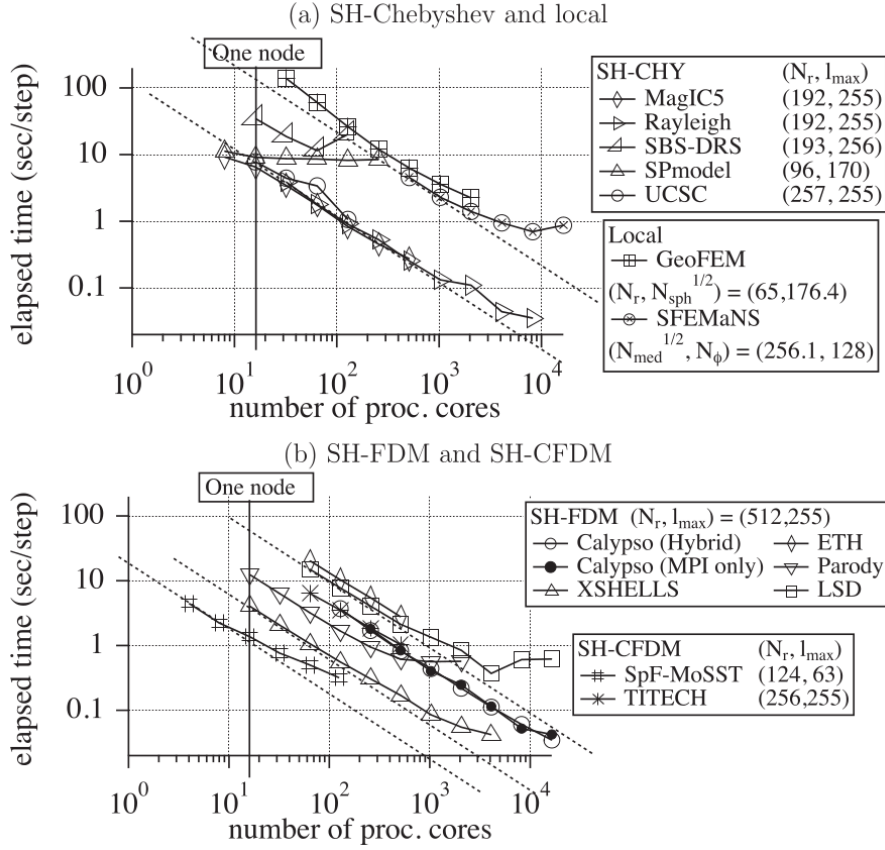 (a) SH-Chebyshev and local
One node
100
10
1
0.1
elapsed time (sec/step)
10^0 10^1 10^2 10^3 10^4
number of proc. cores
SH-CHY (N_r, l_max)
MagIC5 (192, 255)
Rayleigh (192, 255)
SBS-DRS (193, 256)
SPmodel (96, 170)
UCSC (257, 255)
Local
GeoFEM
(N_r, N_sph^1/2) = (65,176.4)
SFEMaNS
(N_med^1/2, N_ϕ) = (256.1, 128)
(b) SH-FDM and SH-CFDM
One node
100
10
1
0.1
elapsed time (sec/step)
10^0 10^1 10^2 10^3 10^4
number of proc. cores
SH-FDM (N_r, l_max) = (512,255)
Calypso (Hybrid) ETH
Calypso (MPI only) Parody
XSHELLS LSD
SH-CFDM (N_r, l_max)
SpF-MoSST (124, 63)
TITECH (256,255)